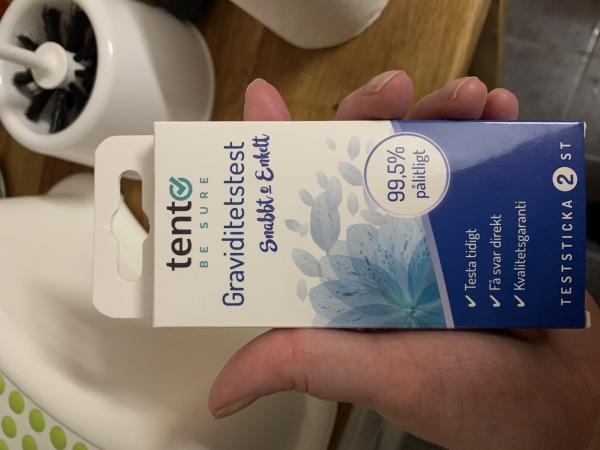 tento
BE SURE
Graviditetstest
Snabbt & Enkelt
99,5%
pålitligt
✓ Testa tidigt
✓ Få svar direkt
✓ Kvalitetsgaranti
TESTSTICKA 2 ST